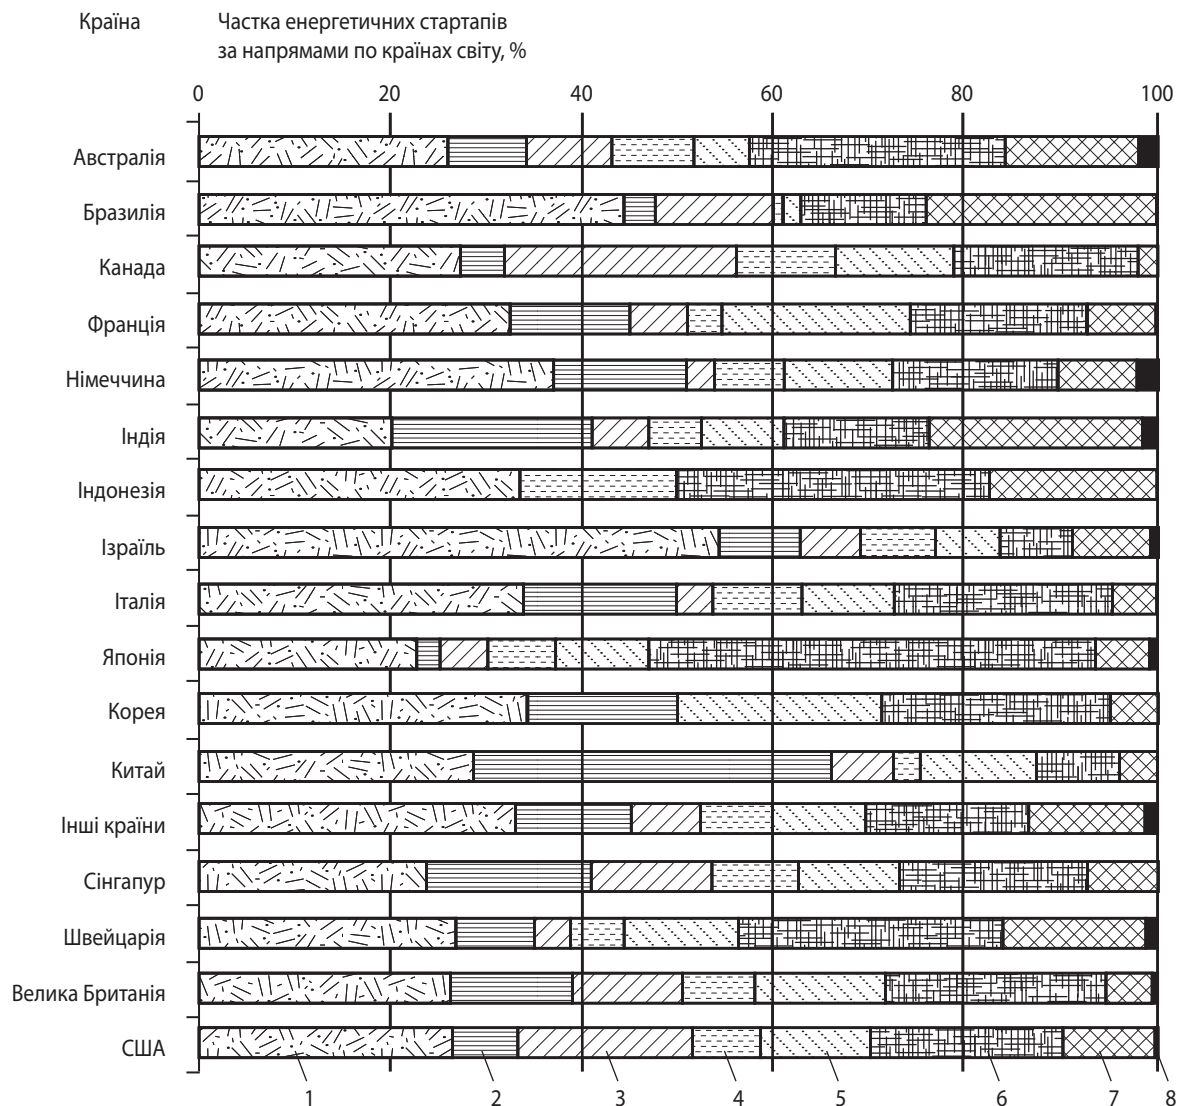 Країна
Частка енергетичних стартапів
за напрямами по країнах світу, %
0 20 40 60 80 100
Австралія
Бразилія
Канада
Франція
Німеччина
Індія
Індонезія
Ізраїль
Італія
Японія
Корея
Китай
Інші країни
Сінгапур
Швейцарія
Велика Британія
США
1 2 3 4 5 6 7 8